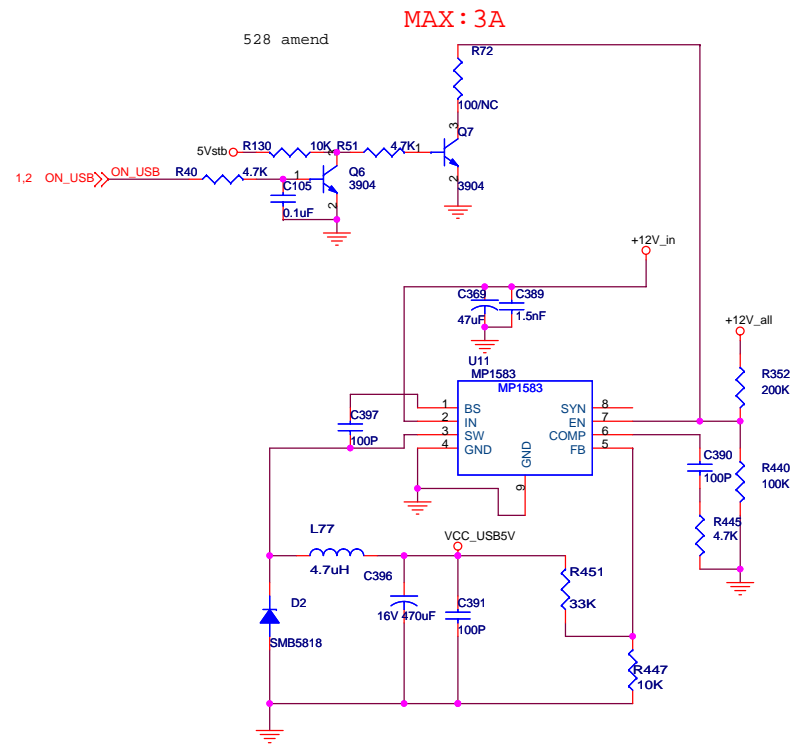 MAX:3A
528 amend
R72
100/NC
3
Q7
5Vstb
R130
10K
3
R51
4.7K
1
2
3904
1,2
ON_USB
ON_USB
R40
4.7K
1
Q6
3904
C105
0.1uF
2
+12V_in
C369
47uF
C389
1.5nF
+12V_all
R352
200K
U11
MP1583
MP1583
C397
100P
1
BS
2
IN
3
SW
4
GND
GND
9
SYN
8
EN
7
COMP
6
FB
5
C390
100P
R440
100K
R445
4.7K
L77
4.7uH
VCC_USB5V
C396
16V 470uF
C391
100P
R451
33K
D2
SMB5818
R447
10K